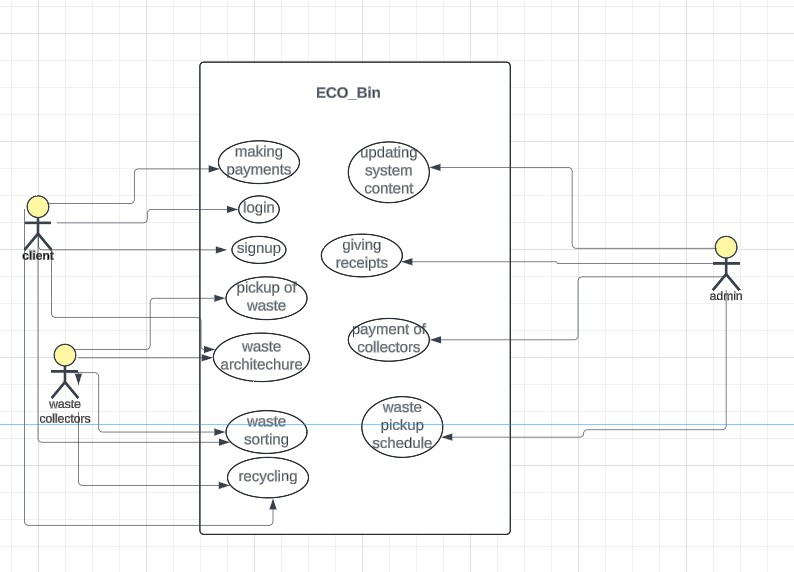 ECO_Bin
making
payments
updating
system
content
login
client
signup
giving
receipts
admin
pickup of
waste
waste
architechure
payment of
collectors
waste
collectors
waste
sorting
waste
pickup
schedule
recycling